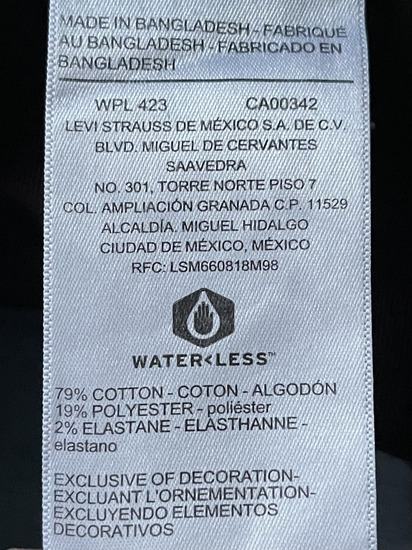 MADE IN BANGLADESH - FABRIQUÉ
AU BANGLADESH - FABRICADO EN
BANGLADESH
WPL 423 CA00342
LEVI STRAUSS DE MÉXICO S.A. DE C.V.
BLVD. MIGUEL DE CERVANTES
SAAVEDRA
NO. 301, TORRE NORTE PISO 7
COL. AMPLIACIÓN GRANADA C.P. 11529
ALCALDÍA. MIGUEL HIDALGO
CIUDAD DE MÉXICO, MÉXICO
RFC: LSM660818M98
WATER<LESS™
79% COTTON - COTON - ALGODÓN
19% POLYESTER - poliéster
2% ELASTANE - ELASTHANNE -
elastano
EXCLUSIVE OF DECORATION-
EXCLUANT L'ORNEMENTATION-
EXCLUYENDO ELEMENTOS
DECORATIVOS